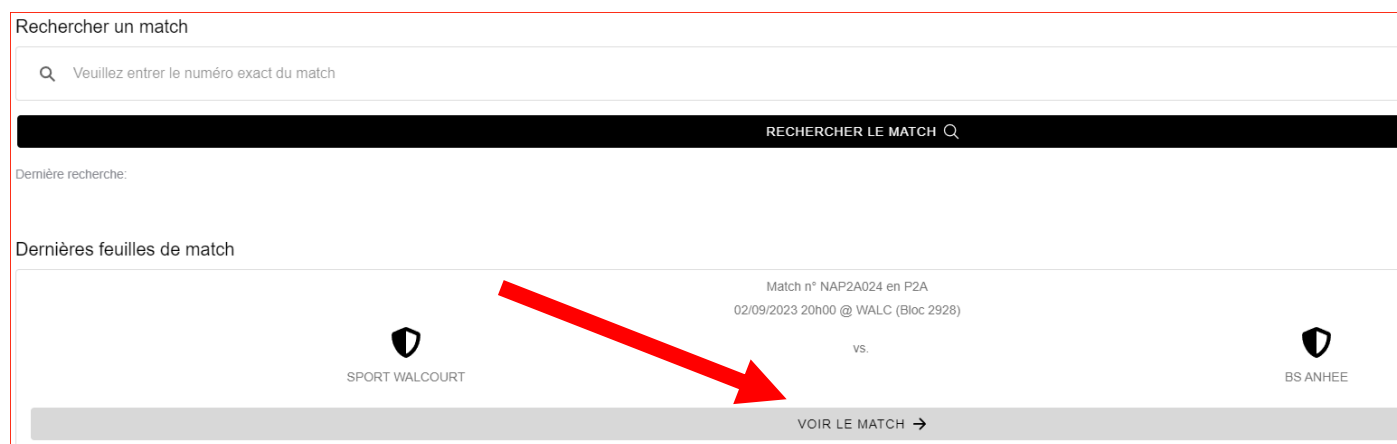 Rechercher un match
Veuillez entrer le numéro exact du match
RECHERCHER LE MATCH
Dernière recherche:
Dernières feuilles de match
Match n° NAP2A024 en P2A
02/09/2023 20h00 @ WALC (Bloc 2928)
vs.
SPORT WALCOURT
BS ANHEE
VOIR LE MATCH →